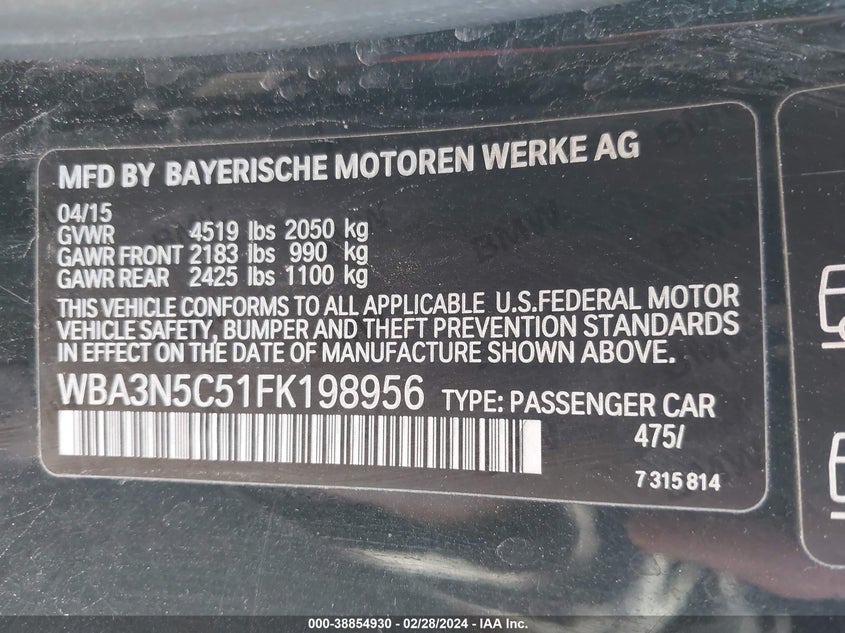 MFD BY BAYERISCHE MOTOREN WERKE AG
04/15
GVWR 4519 lbs 2050 kg
GAWR FRONT 2183 lbs 990 kg
GAWR REAR 2425 lbs 1100 kg
THIS VEHICLE CONFORMS TO ALL APPLICABLE U.S.FEDERAL MOTOR
VEHICLE SAFETY, BUMPER AND THEFT PREVENTION STANDARDS
IN EFFECT ON THE DATE OF MANUFACTURE SHOWN ABOVE.
WBA3N5C51FK198956 TYPE: PASSENGER CAR
475/
7 315 814
000-38854930 - 02/28/2024 - IAA Inc.